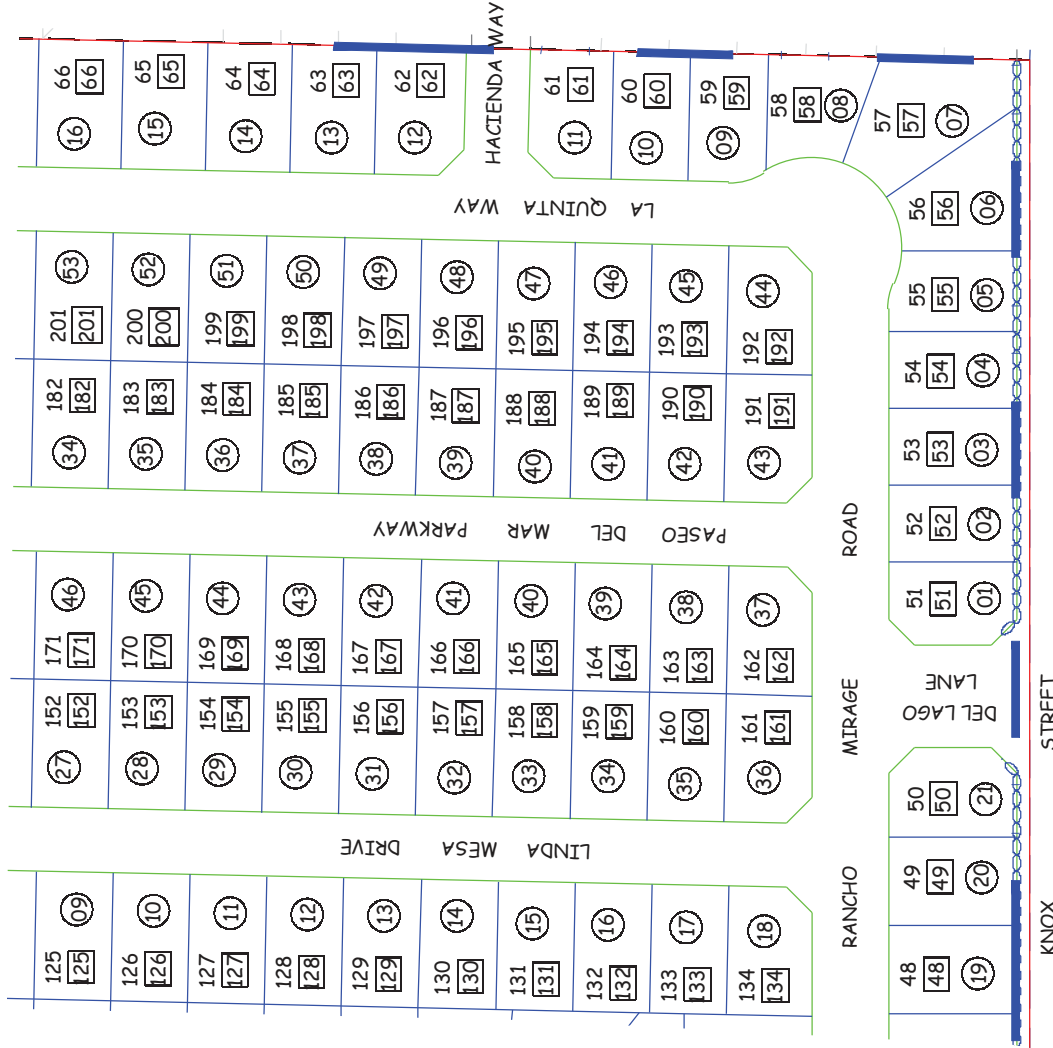 HACIENDA WAY
66 66 16
65 65 15
64 64 14
63 63 13
62 62 12
61 61 11
60 60 10
59 59 09
58 58 08
57 57 07
56 56 06
55 55 05
54 54 04
53 53 03
52 52 02
51 51 01
LA QUINTA WAY
53 201 201
52 200 200
51 199 199
50 198 198
49 197 197
48 196 196
47 195 195
46 194 194
45 193 193
44 192 192
182 182 34
183 183 35
184 184 36
185 185 37
186 186 38
187 187 39
188 188 40
189 189 41
190 190 42
191 191 43
PASEO DEL MAR PARKWAY
46 171 171
45 170 170
44 169 169
43 168 168
42 167 167
41 166 166
40 165 165
39 164 164
38 163 163
37 162 162
152 152 27
153 153 28
154 154 29
155 155 30
156 156 31
157 157 32
158 158 33
159 159 34
160 160 35
161 161 36
LINDA MESA DRIVE
09 125 125
10 126 126
11 127 127
12 128 128
13 129 129
14 130 130
15 131 131
16 132 132
17 133 133
18 134 134
RANCHO MIRAGE ROAD
DEL LAGO
LANE
50 50 21
49 49 20
48 48 19
KNOX STREET